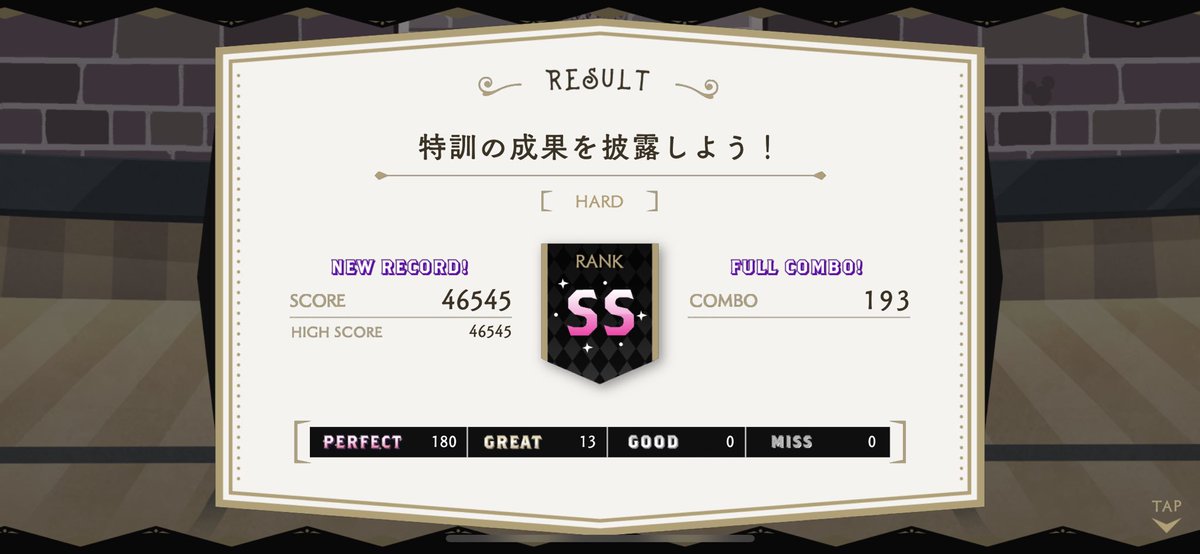 RESULT
特訓の成果を披露しよう！
HARD
NEW RECORD!
SCORE 46545
HIGH SCORE 46545
RANK
SS
FULL COMBO!
COMBO 193
PERFECT 180 GREAT 13 GOOD 0 MISS 0
TAP